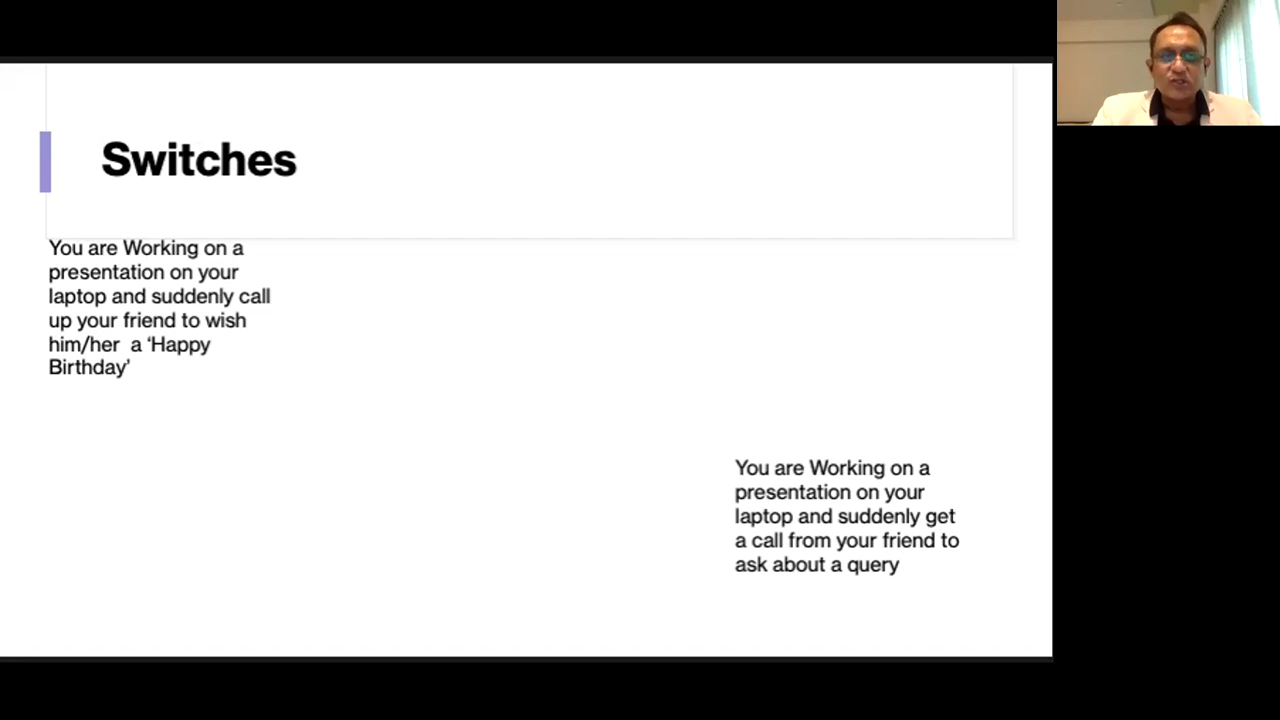 Switches
You are Working on a
presentation on your
laptop and suddenly call
up your friend to wish
him/her  a ‘Happy
Birthday’
You are Working on a
presentation on your
laptop and suddenly get
a call from your friend to
ask about a query